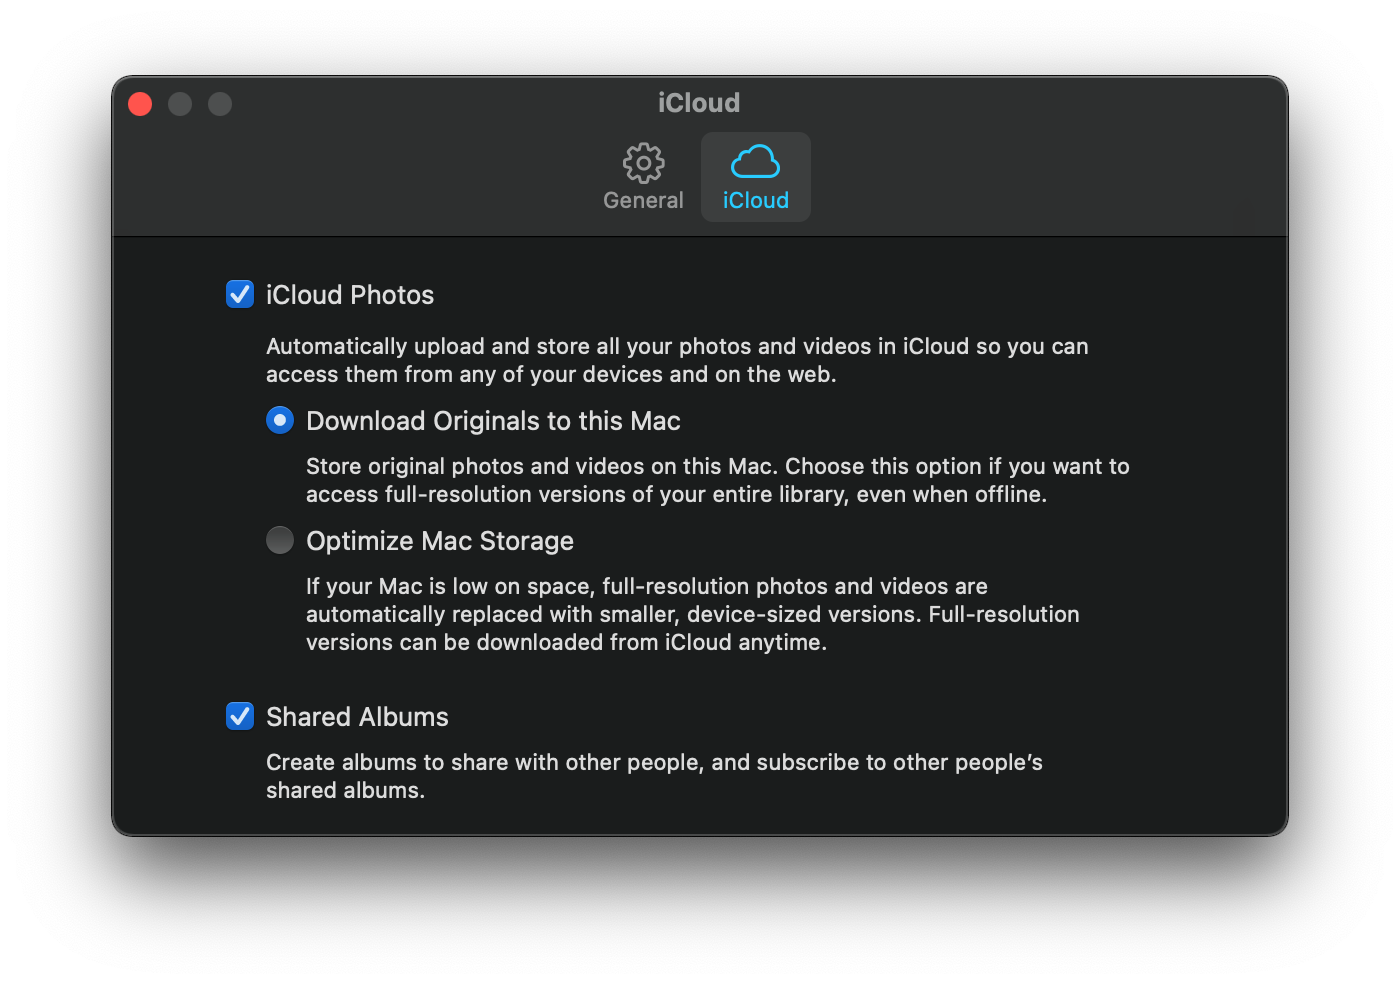 iCloud
General
iCloud
iCloud Photos
Automatically upload and store all your photos and videos in iCloud so you can
access them from any of your devices and on the web.
Download Originals to this Mac
Store original photos and videos on this Mac. Choose this option if you want to
access full-resolution versions of your entire library, even when offline.
Optimize Mac Storage
If your Mac is low on space, full-resolution photos and videos are
automatically replaced with smaller, device-sized versions. Full-resolution
versions can be downloaded from iCloud anytime.
Shared Albums
Create albums to share with other people, and subscribe to other people’s
shared albums.